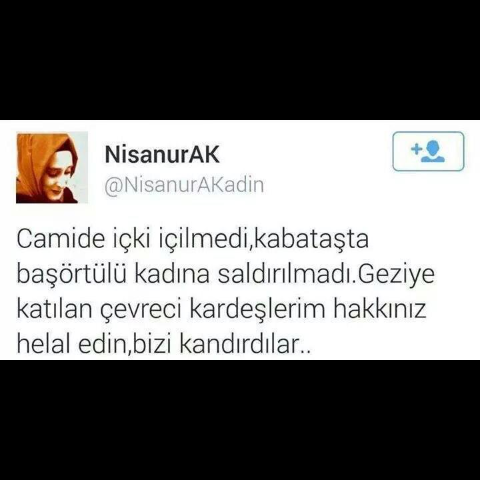 NisanurAK
@NisanurAKadin
Camide içki içilmedi,kabataşta
başörtülü kadına saldırılmadı.Geziye
katılan çevreci kardeşlerim hakkınız
helal edin,bizi kandırdılar..